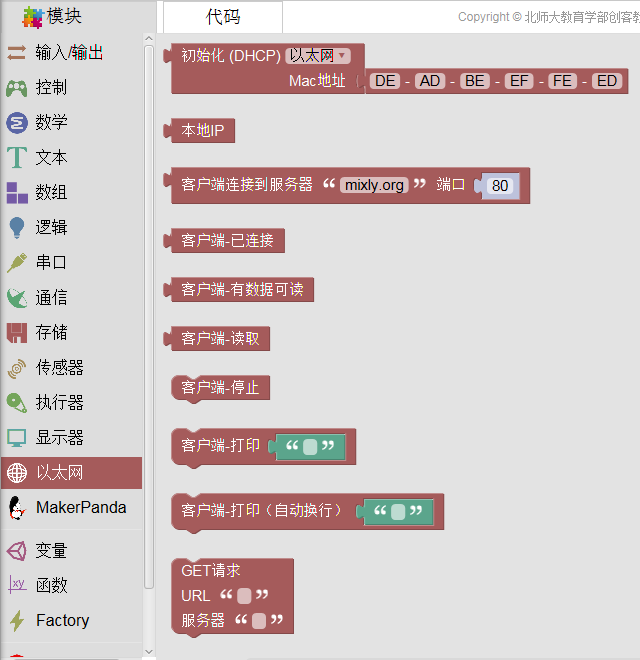 模块
代码
Copyright © 北师大教育学部创客教
输入/输出
控制
数学
文本
数组
逻辑
串口
通信
存储
传感器
执行器
显示器
以太网
MakerPanda
变量
函数
Factory
初始化 (DHCP) 以太网
Mac地址 DE - AD - BE - EF - FE - ED
本地IP
客户端连接到服务器 “ mixly.org ” 端口 80
客户端-已连接
客户端-有数据可读
客户端-读取
客户端-停止
客户端-打印 “ ”
客户端-打印（自动换行） “ ”
GET请求
URL “ ”
服务器 “ ”